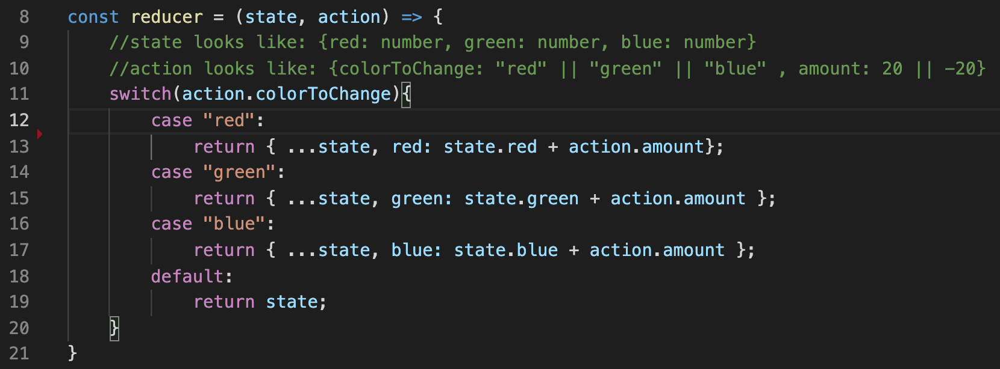 8 const reducer = (state, action) => {
9 //state looks like: {red: number, green: number, blue: number}
10 //action looks like: {colorToChange: "red" || "green" || "blue" , amount: 20 || -20}
11 switch(action.colorToChange){
12 case "red":
13 return { ...state, red: state.red + action.amount};
14 case "green":
15 return { ...state, green: state.green + action.amount };
16 case "blue":
17 return { ...state, blue: state.blue + action.amount };
18 default:
19 return state;
20 }
21 }